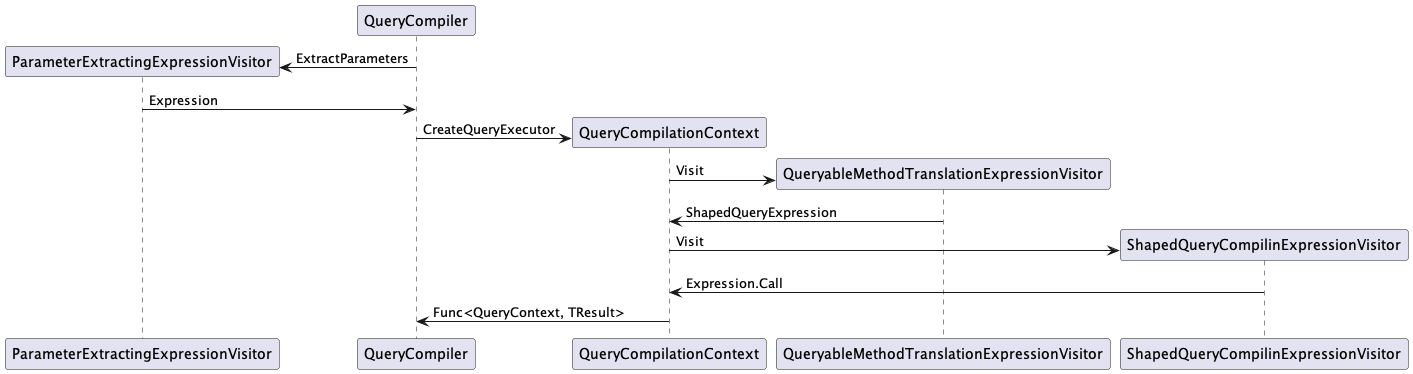 QueryCompiler
ParameterExtractingExpressionVisitor
ExtractParameters
Expression
CreateQueryExecutor
QueryCompilationContext
Visit
QueryableMethodTranslationExpressionVisitor
ShapedQueryExpression
Visit
ShapedQueryCompilinExpressionVisitor
Expression.Call
Func<QueryContext, TResult>
ParameterExtractingExpressionVisitor
QueryCompiler
QueryCompilationContext
QueryableMethodTranslationExpressionVisitor
ShapedQueryCompilinExpressionVisitor